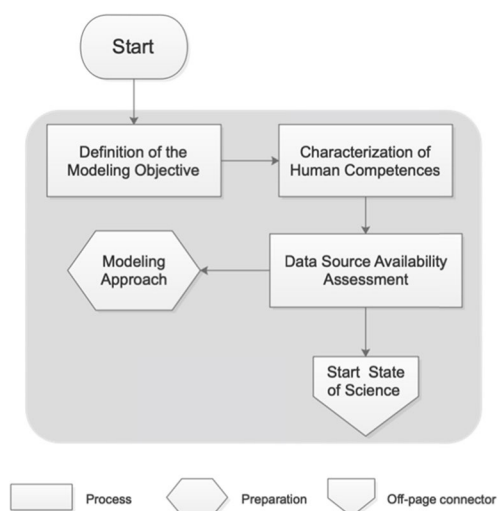 Start
Definition of the
Modeling Objective
Characterization of
Human Competences
Modeling
Approach
Data Source Availability
Assessment
Start State
of Science
Process
Preparation
Off-page connector